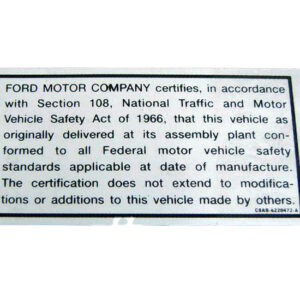 FORD MOTOR COMPANY certifies, in accordance
with Section 108, National Traffic and Motor
Vehicle Safety Act of 1966, that this vehicle as
originally delivered at its assembly plant con-
formed to all Federal motor vehicle safety
standards applicable at date of manufacture.
The certification does not extend to modifica-
tions or additions to this vehicle made by others.
C8AB-6220472-A